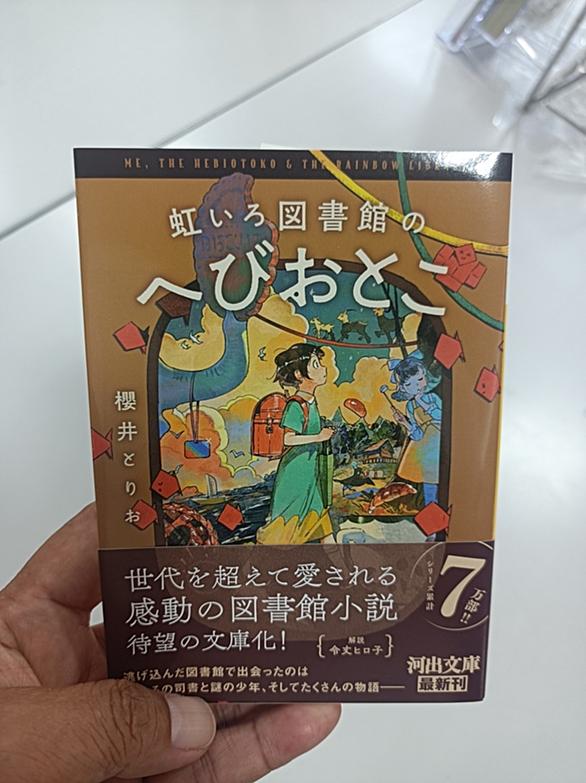 ME, THE HEBIOTOKO & THE RAINBOW
虹いろ図書館の
へびおとこ
櫻井とりお
世代を超えて愛される
感動の図書館小説
待望の文庫化!
解説
令丈ヒロ子
シリーズ累計
7万部!!
河出文庫
最新刊
逃げ込んだ図書館で出会ったのは
の司書と謎の少年、そしてたくさんの物語――